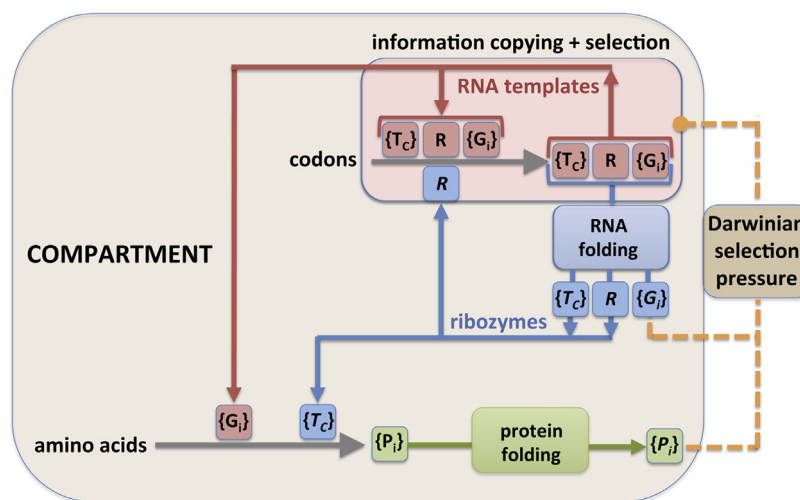 information copying + selection
RNA templates
{T_C} R {G_i}
codons
{T_C} R {G_i}
R
RNA
folding
COMPARTMENT
Darwinian
selection
pressure
{T_C} R {G_i}
ribozymes
{G_i} {T_C}
amino acids
{P_i}
protein
folding
{P_i}